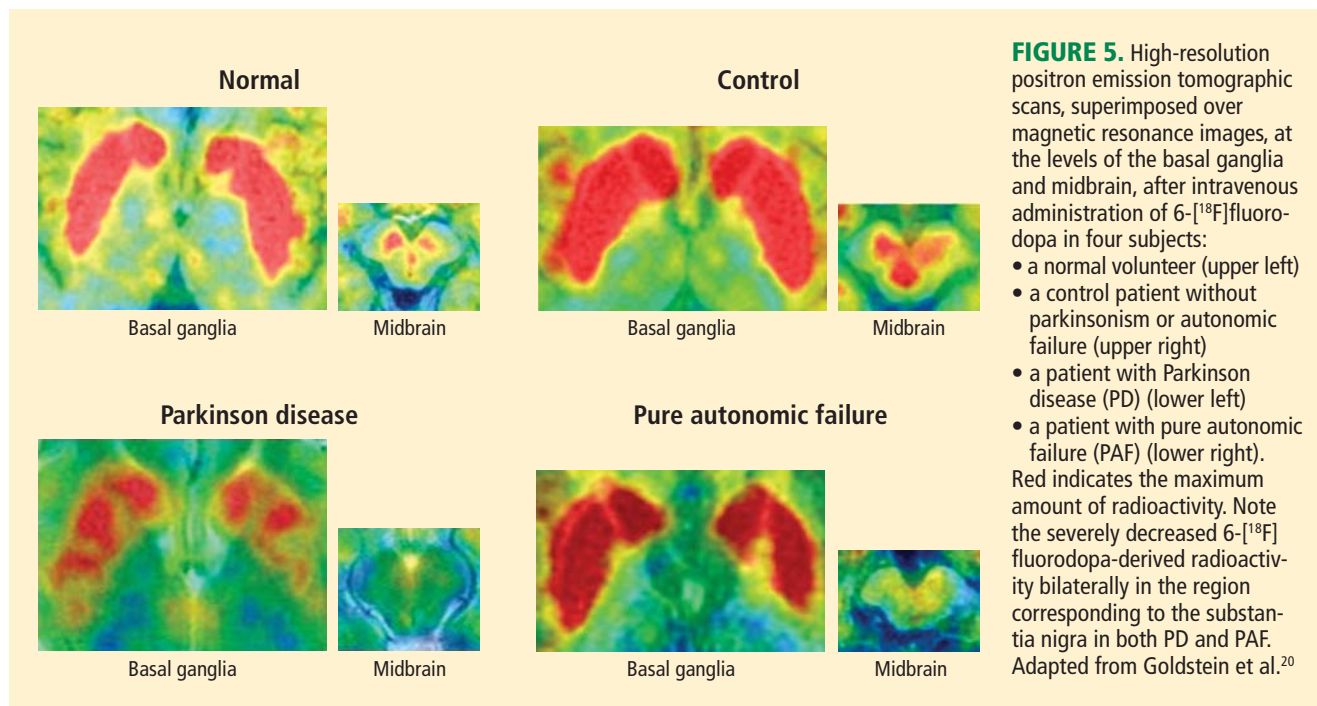 Normal
Control
Basal ganglia
Midbrain
Basal ganglia
Midbrain
Parkinson disease
Pure autonomic failure
Basal ganglia
Midbrain
Basal ganglia
Midbrain
FIGURE 5. High-resolution
positron emission tomographic
scans, superimposed over
magnetic resonance images, at
the levels of the basal ganglia
and midbrain, after intravenous
administration of 6-[¹⁸F]fluoro-
dopa in four subjects:
• a normal volunteer (upper left)
• a control patient without
parkinsonism or autonomic
failure (upper right)
• a patient with Parkinson
disease (PD) (lower left)
• a patient with pure autonomic
failure (PAF) (lower right).
Red indicates the maximum
amount of radioactivity. Note
the severely decreased 6-[¹⁸F]
fluorodopa-derived radioactiv-
ity bilaterally in the region
corresponding to the substan-
tia nigra in both PD and PAF.
Adapted from Goldstein et al.²⁰